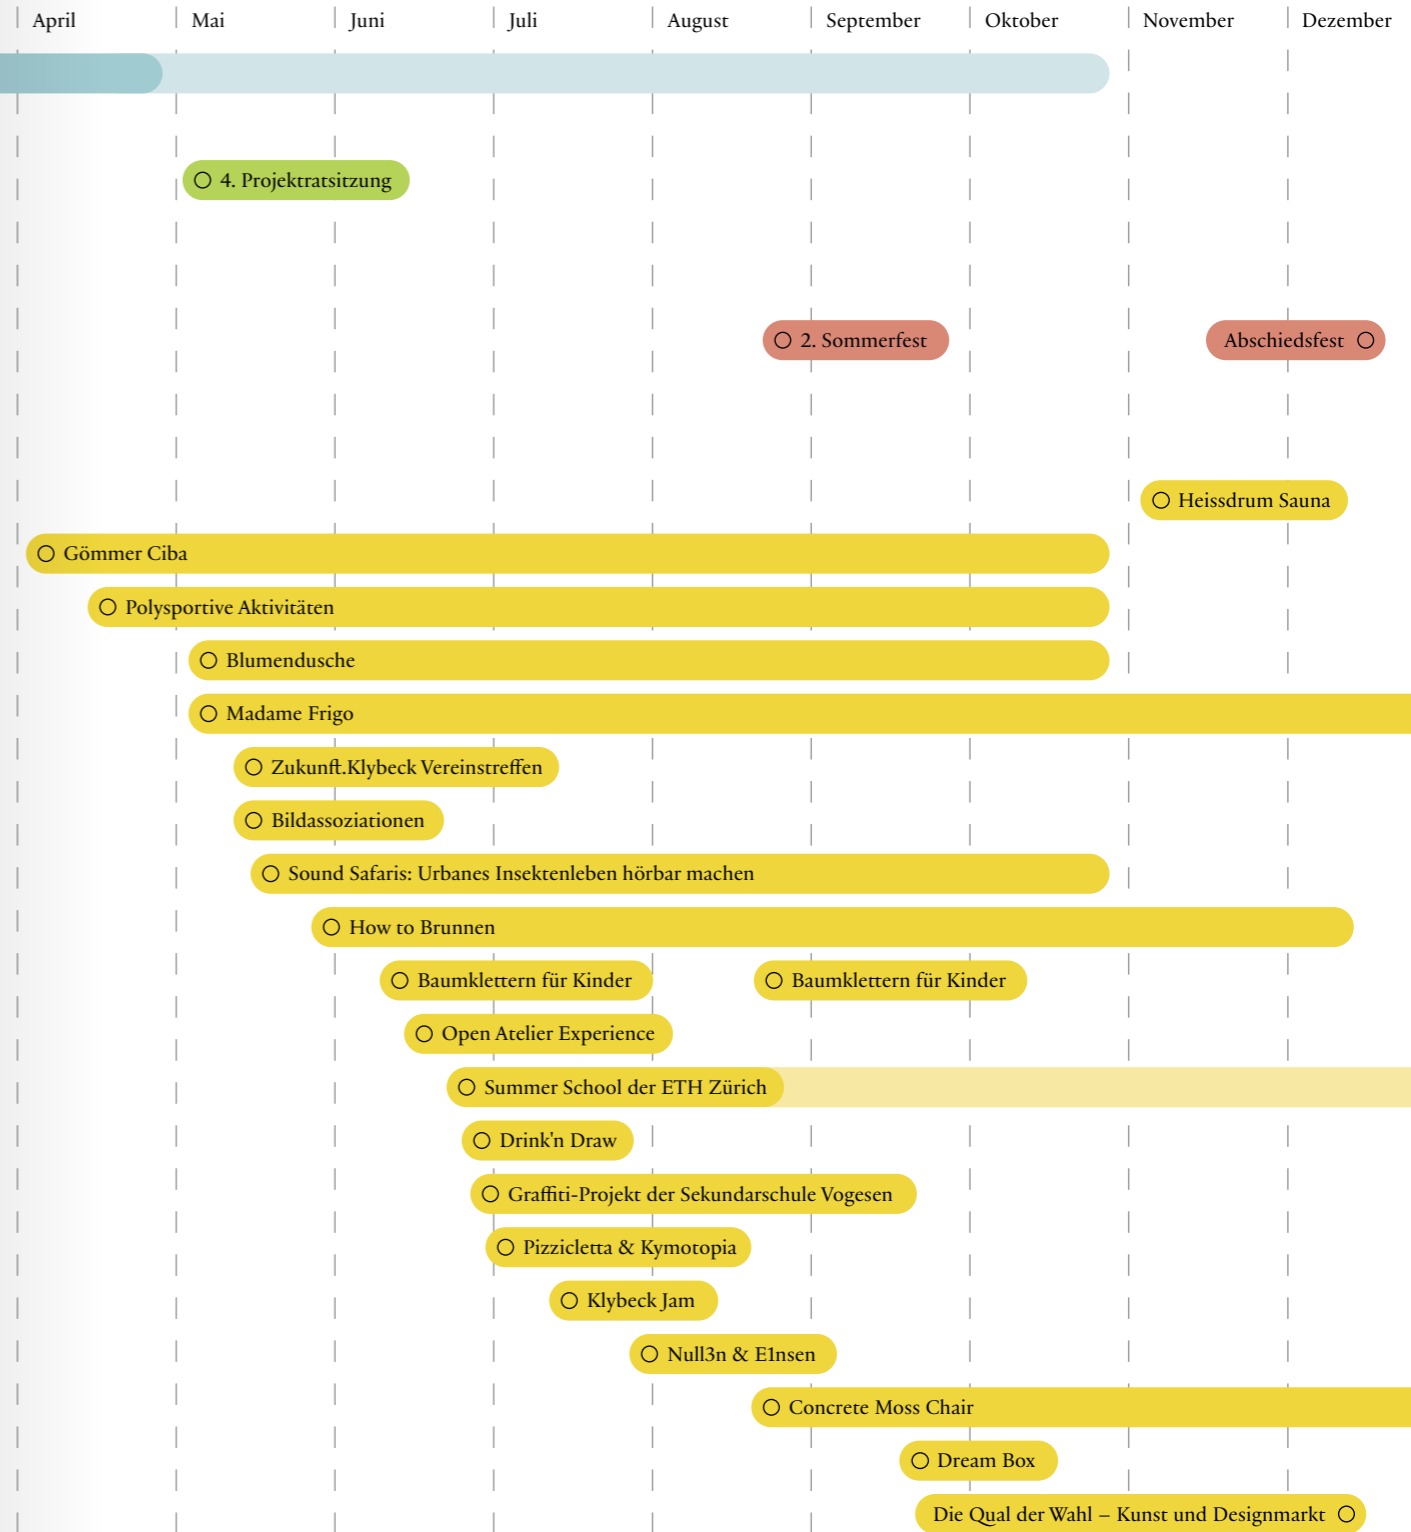 April Mai Juni Juli August September Oktober November Dezember
4. Projektratsitzung
2. Sommerfest Abschiedsfest
Heissdrum Sauna
Gömmer Ciba
Polysportive Aktivitäten
Blumendusche
Madame Frigo
Zukunft.Klybeck Vereinstreffen
Bildassoziationen
Sound Safaris: Urbanes Insektenleben hörbar machen
How to Brunnen
Baumklettern für Kinder Baumklettern für Kinder
Open Atelier Experience
Summer School der ETH Zürich
Drink'n Draw
Graffiti-Projekt der Sekundarschule Vogesen
Pizzicletta & Kymotopia
Klybeck Jam
Null3n & E1nsen
Concrete Moss Chair
Dream Box
Die Qual der Wahl – Kunst und Designmarkt